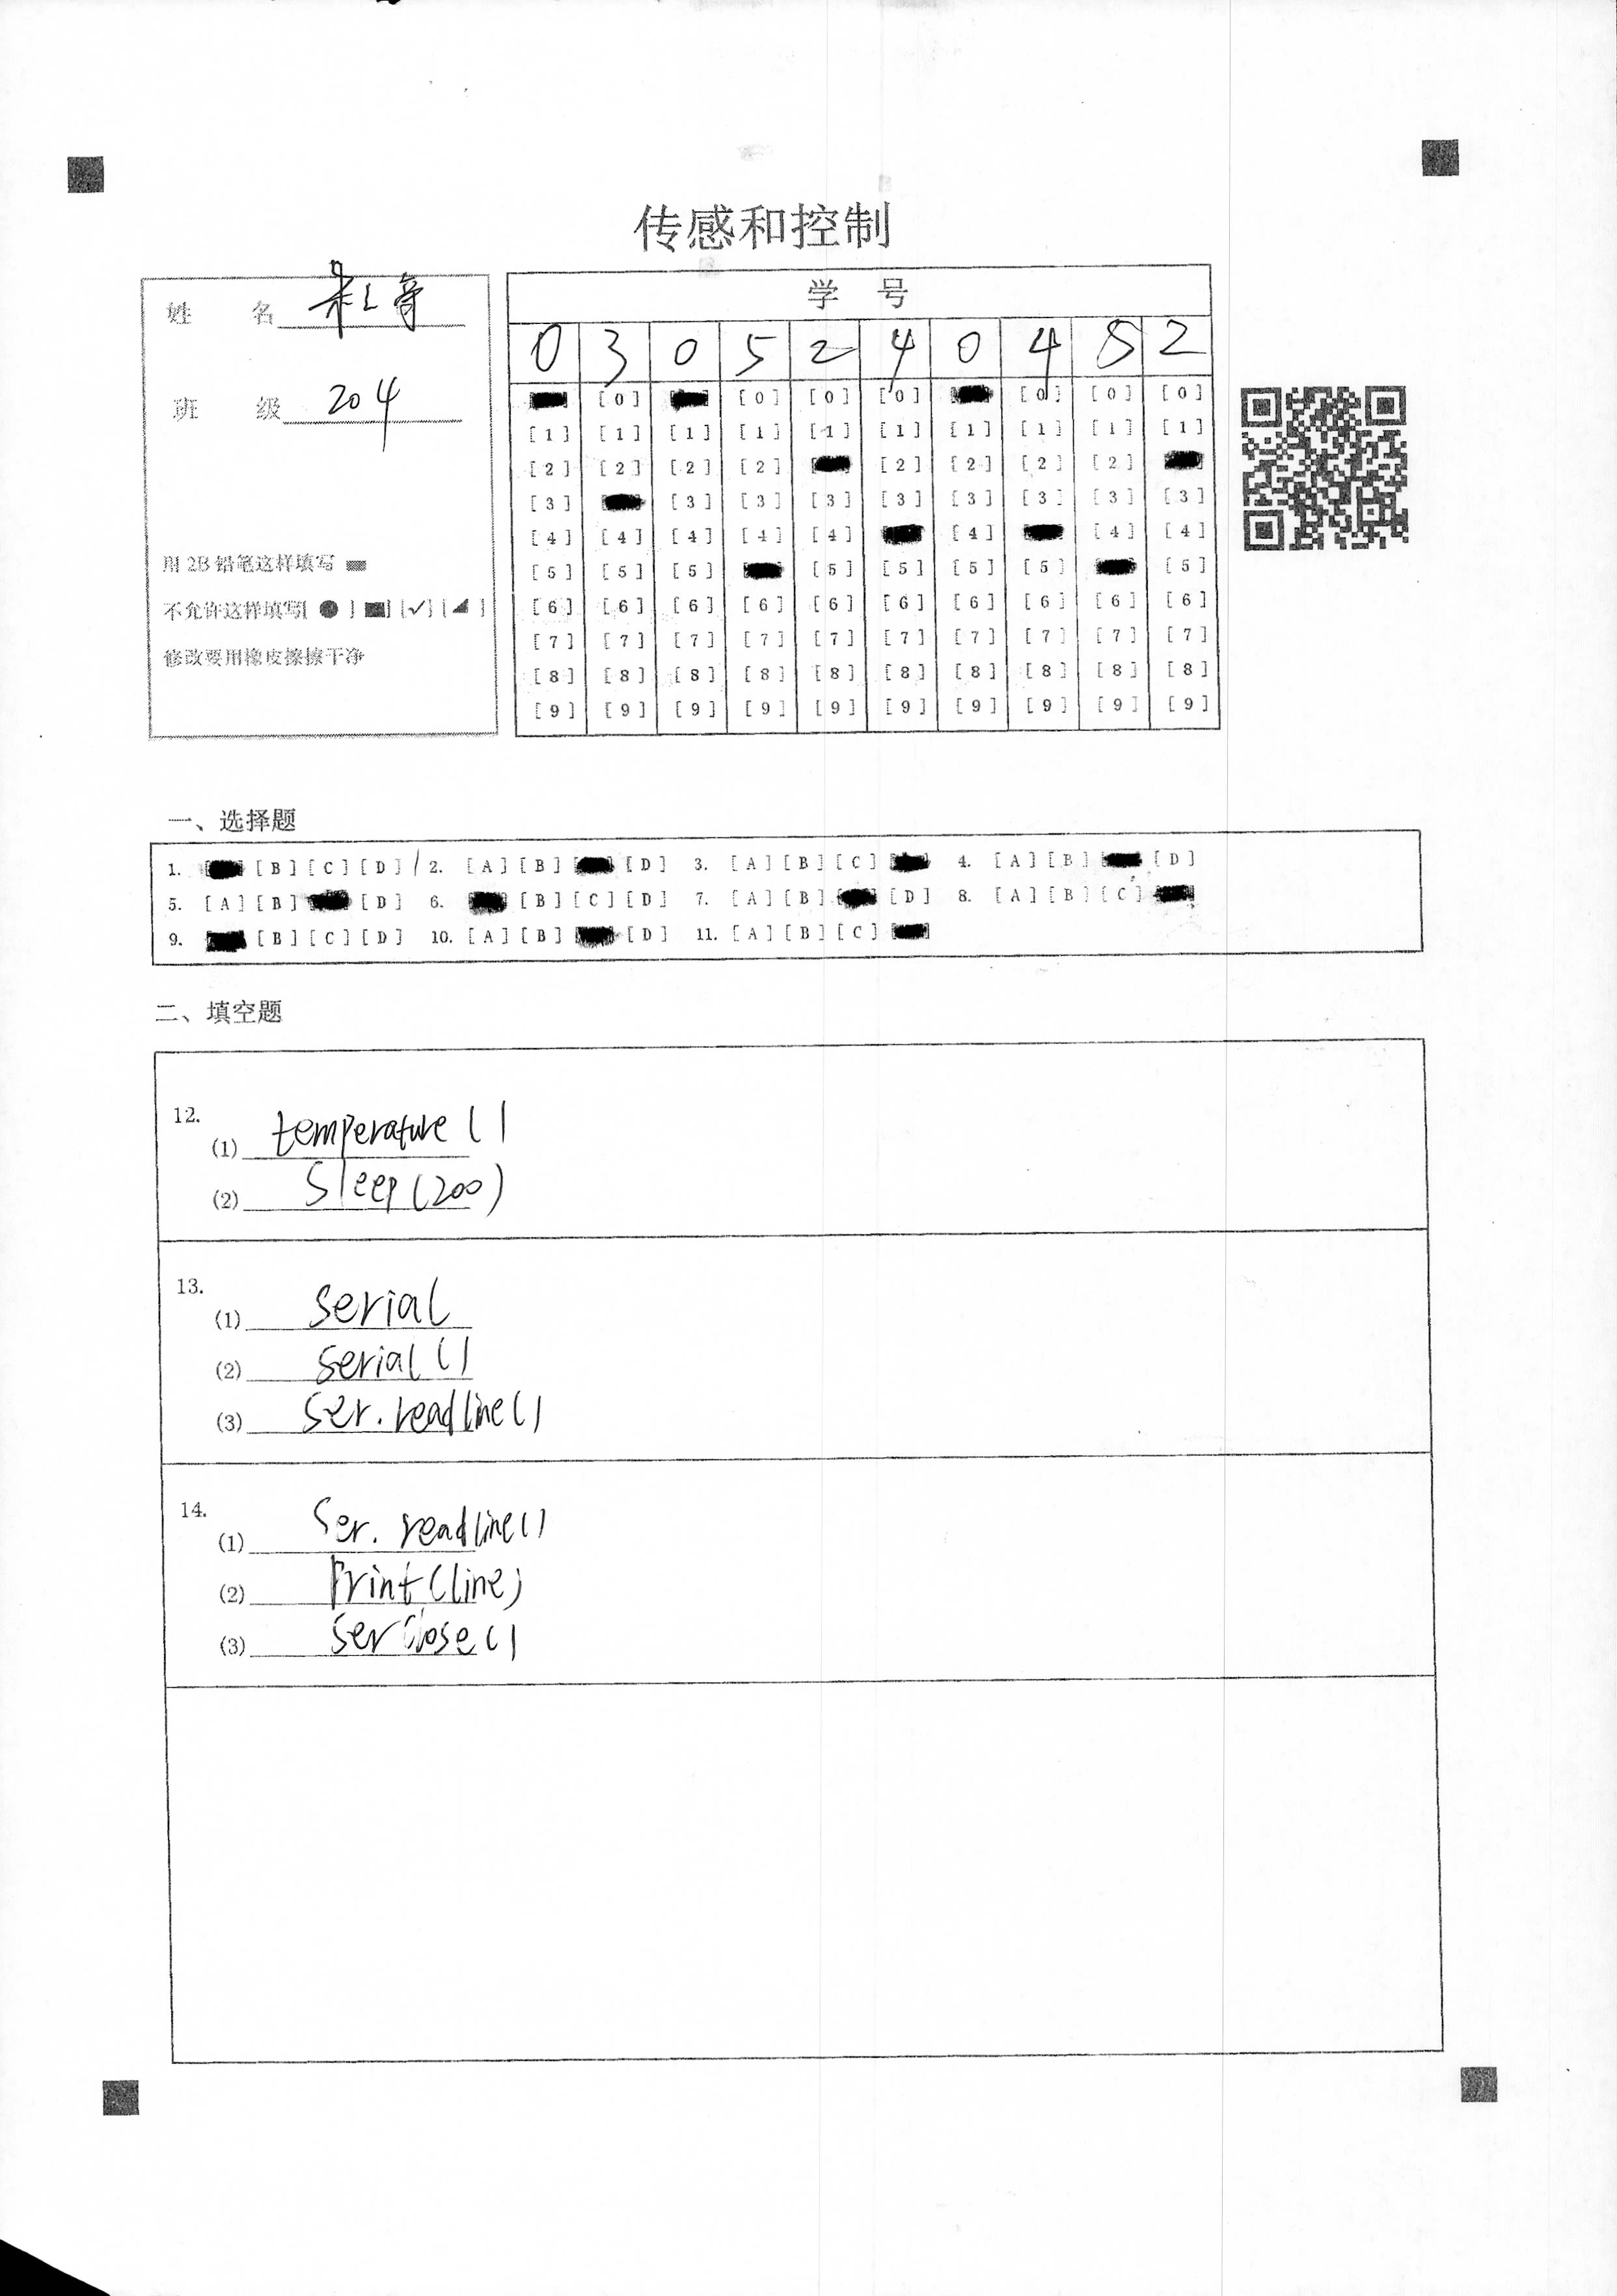 传感和控制
姓 名
班 级 204
用 2B 铅笔这样填写
不允许这样填写[ ● ] [■] [✓] [◢ ]
修改要用橡皮擦擦干净
学 号
0 3 0 5 2 4 0 4 5 2
[0] [0] [0] [0] [0] [0] [0]
[1] [1] [1] [1] [1] [1] [1] [1] [1] [1]
[2] [2] [2] [2] [2] [2] [2] [2]
[3] [3] [3] [3] [3] [3] [3] [3] [3]
[4] [4] [4] [4] [4] [4] [4] [4]
[5] [5] [5] [5] [5] [5] [5] [5]
[6] [6] [6] [6] [6] [6] [6] [6] [6] [6]
[7] [7] [7] [7] [7] [7] [7] [7] [7] [7]
[8] [8] [8] [8] [8] [8] [8] [8] [8] [8]
[9] [9] [9] [9] [9] [9] [9] [9] [9] [9]
一、选择题
1. [B] [C] [D] 2. [A] [B] [D] 3. [A] [B] [C] 4. [A] [B] [D]
5. [A] [B] [D] 6. [B] [C] [D] 7. [A] [B] [D] 8. [A] [B] [C]
9. [B] [C] [D] 10. [A] [B] [D] 11. [A] [B] [C]
二、填空题
12.
(1) temperature()
(2) Sleep(200)
13.
(1) serial
(2) serial()
(3) ser.readline()
14.
(1) Ser.readline()
(2) Print(line)
(3) ser close()